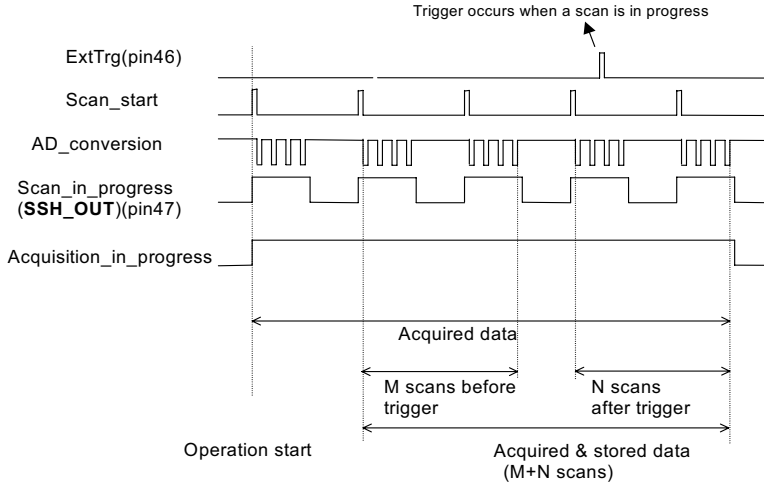 Trigger occurs when a scan is in progress
ExtTrg(pin46)
Scan_start
AD_conversion
Scan_in_progress
(SSH_OUT)(pin47)
Acquisition_in_progress
Acquired data
M scans before
trigger
N scans
after trigger
Operation start
Acquired & stored data
(M+N scans)